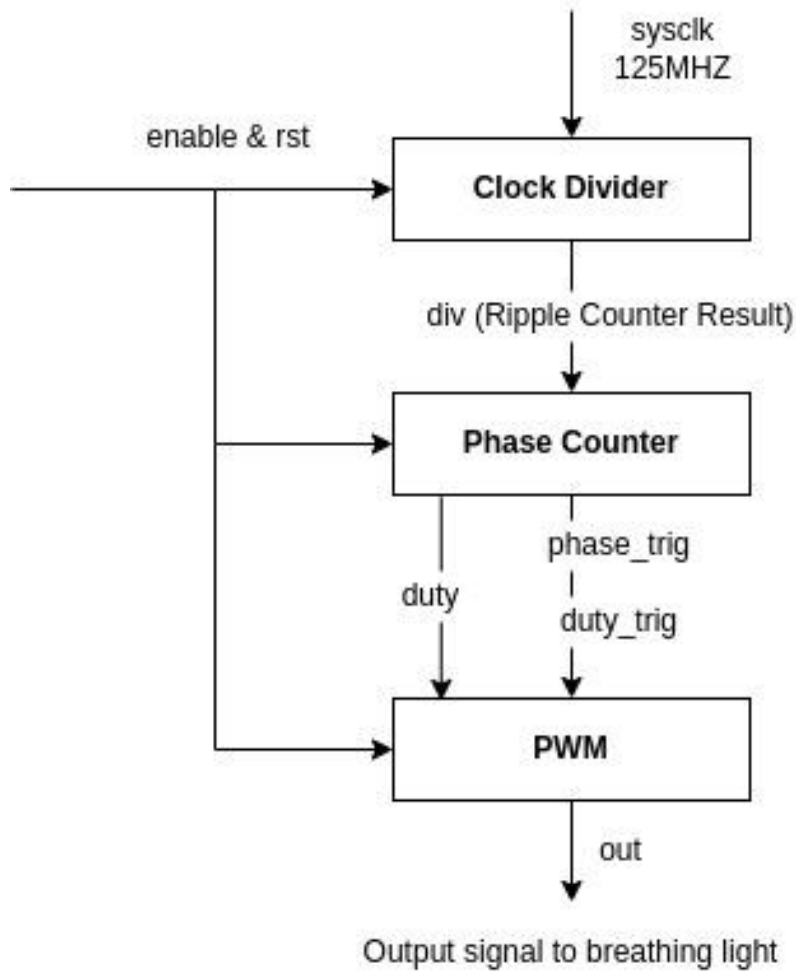 sysclk
125MHZ
enable & rst
Clock Divider
div (Ripple Counter Result)
Phase Counter
phase_trig
duty
duty_trig
PWM
out
Output signal to breathing light